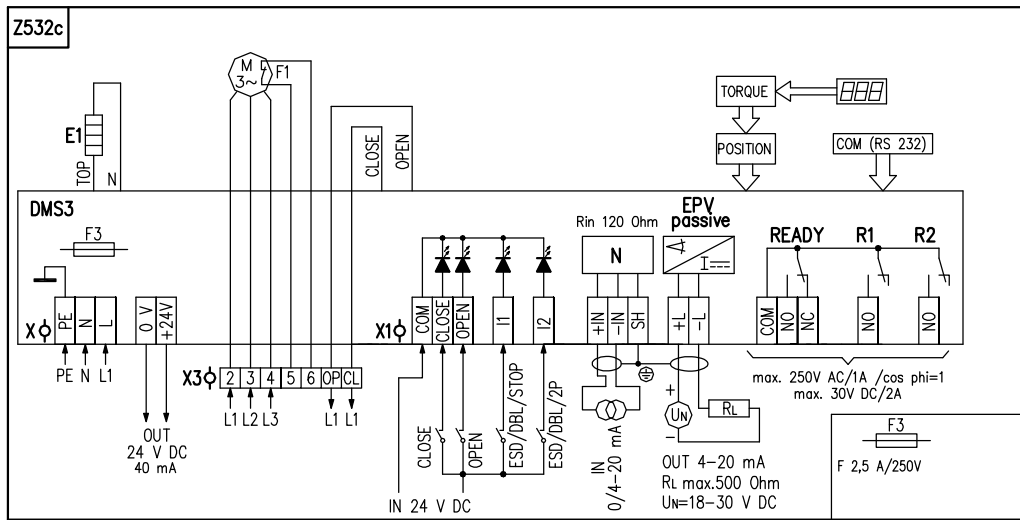 Z532c
M
3~
F1
TORQUE
888
POSITION
COM (RS 232)
E1
TOP
N
CLOSE
OPEN
DMS3
F3
Rin 120 Ohm
N
EPV
passive
I
READY
R1
R2
X
PE
N
L
0 V
+24V
X1
COM
CLOSE
OPEN
I1
I2
+IN
-IN
SH
+L
-L
COM
NO
NC
NO
NO
PE N L1
X3
2
3
4
5
6
OP
CL
L1 L2 L3
L1 L1
OUT
24 V DC
40 mA
CLOSE
OPEN
ESD/DBL/STOP
ESD/DBL/2P
IN 24 V DC
IN
0/4-20 mA
+
UN
-
RL
OUT 4-20 mA
RL max.500 Ohm
UN=18-30 V DC
max. 250V AC/1A /cos phi=1
max. 30V DC/2A
F3
F 2,5 A/250V